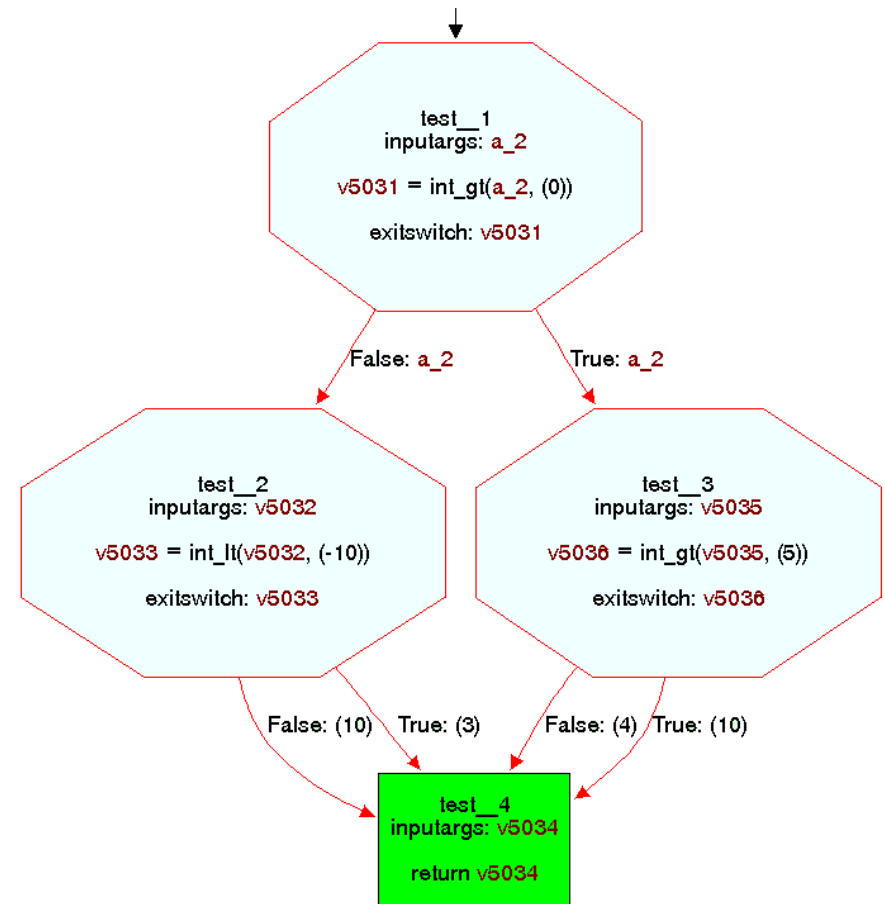 test__1
inputargs: a_2
v5031 = int_gt(a_2, (0))
exitswitch: v5031
False: a_2
True: a_2
test__2
inputargs: v5032
v5033 = int_lt(v5032, (-10))
exitswitch: v5033
test__3
inputargs: v5035
v5036 = int_gt(v5035, (5))
exitswitch: v5036
False: (10)
True: (3)
False: (4)
True: (10)
test__4
inputargs: v5034
return v5034